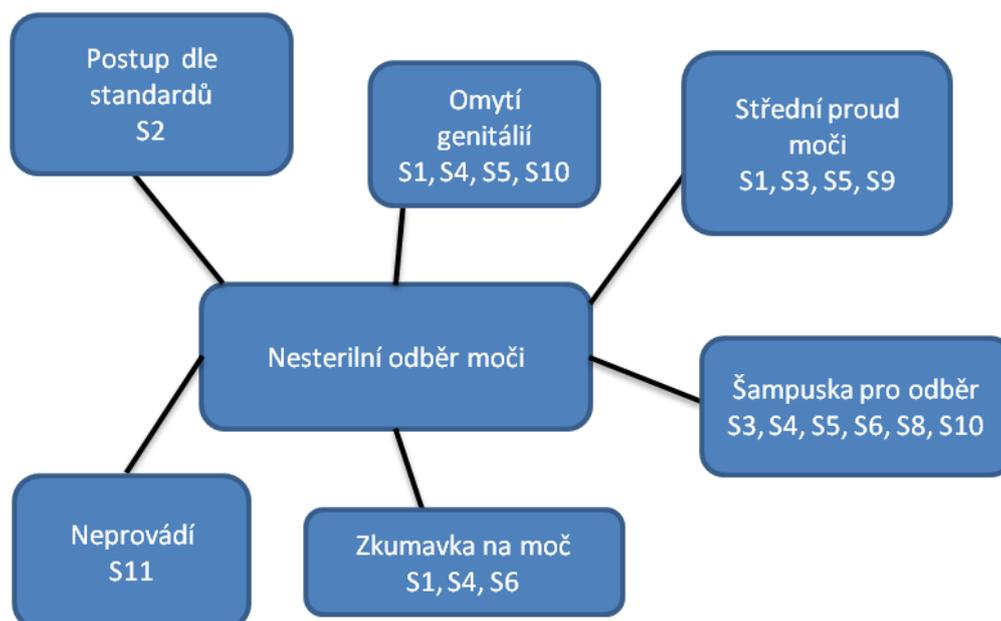 Postup dle
standardů
S2
Omytí
genitálií
S1, S4, S5, S10
Střední proud
moči
S1, S3, S5, S9
Nesterilní odběr moči
Šampuska pro odběr
S3, S4, S5, S6, S8, S10
Neprovádí
S11
Zkumavka na moč
S1, S4, S6